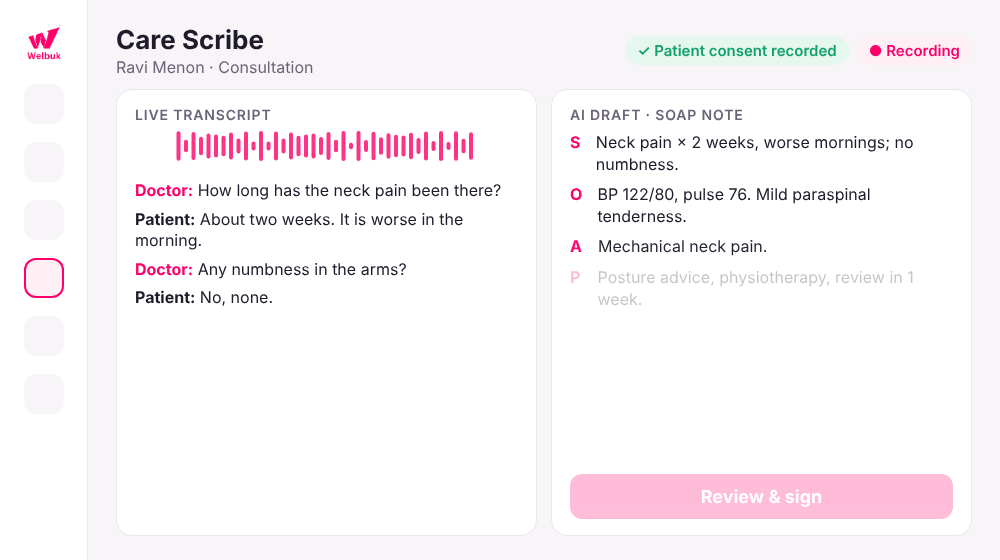 Welbuk
Care Scribe
Ravi Menon · Consultation
✓ Patient consent recorded
Recording
LIVE TRANSCRIPT
Doctor: How long has the neck pain been there?
Patient: About two weeks. It is worse in the
morning.
Doctor: Any numbness in the arms?
Patient: No, none.
AI DRAFT · SOAP NOTE
S Neck pain × 2 weeks, worse mornings; no
numbness.
O BP 122/80, pulse 76. Mild paraspinal
tenderness.
A Mechanical neck pain.
P Posture advice, physiotherapy, review in 1
week.
Review & sign